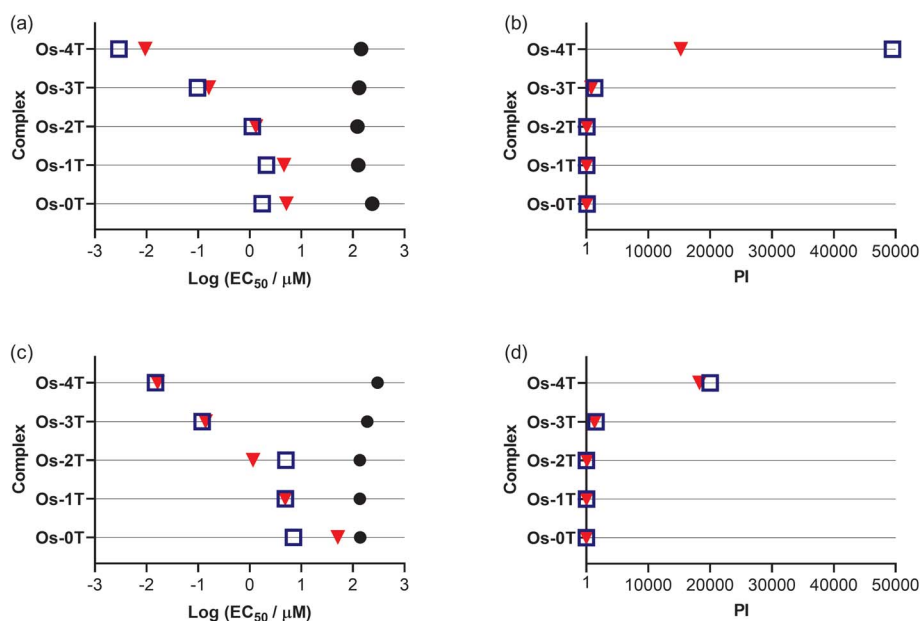 (a)
Complex
Os-4T
Os-3T
Os-2T
Os-1T
Os-0T
-3 -2 -1 0 1 2 3
Log (EC50 / μM)
(b)
Complex
Os-4T
Os-3T
Os-2T
Os-1T
Os-0T
1 10000 20000 30000 40000 50000
PI
(c)
Complex
Os-4T
Os-3T
Os-2T
Os-1T
Os-0T
-3 -2 -1 0 1 2 3
Log (EC50 / μM)
(d)
Complex
Os-4T
Os-3T
Os-2T
Os-1T
Os-0T
1 10000 20000 30000 40000 50000
PI